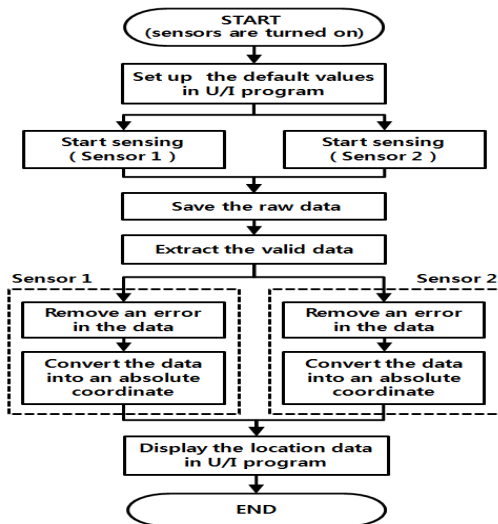 START
(sensors are turned on)
Set up the default values
in U/I program
Start sensing
( Sensor 1 )
Start sensing
( Sensor 2 )
Save the raw data
Extract the valid data
Sensor 1
Sensor 2
Remove an error
in the data
Remove an error
in the data
Convert the data
into an absolute
coordinate
Convert the data
into an absolute
coordinate
Display the location data
in U/I program
END